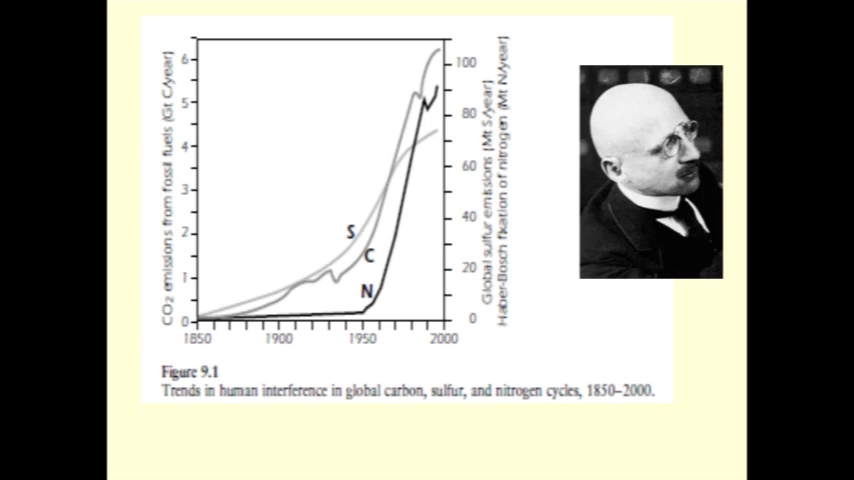 CO2 emissions from fossil fuels (Gt C/year)
6
5
4
3
2
1
0
S
C
N
100
80
60
40
20
0
Global sulfur emissions (Mt S/year)
Haber-Bosch fixation of nitrogen (Mt N/year)
1850 1900 1950 2000
Figure 9.1
Trends in human interference in global carbon, sulfur, and nitrogen cycles, 1850–2000.